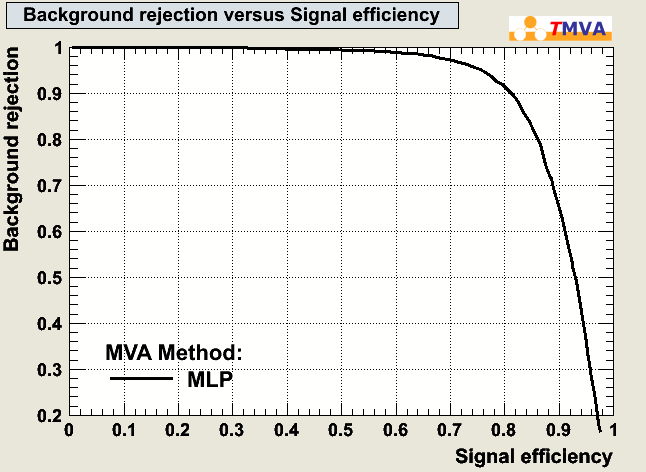 Background rejection versus Signal efficiency
TMVA
Background rejection
1
0.9
0.8
0.7
0.6
0.5
0.4
0.3
0.2
MVA Method:
MLP
0 0.1 0.2 0.3 0.4 0.5 0.6 0.7 0.8 0.9 1
Signal efficiency